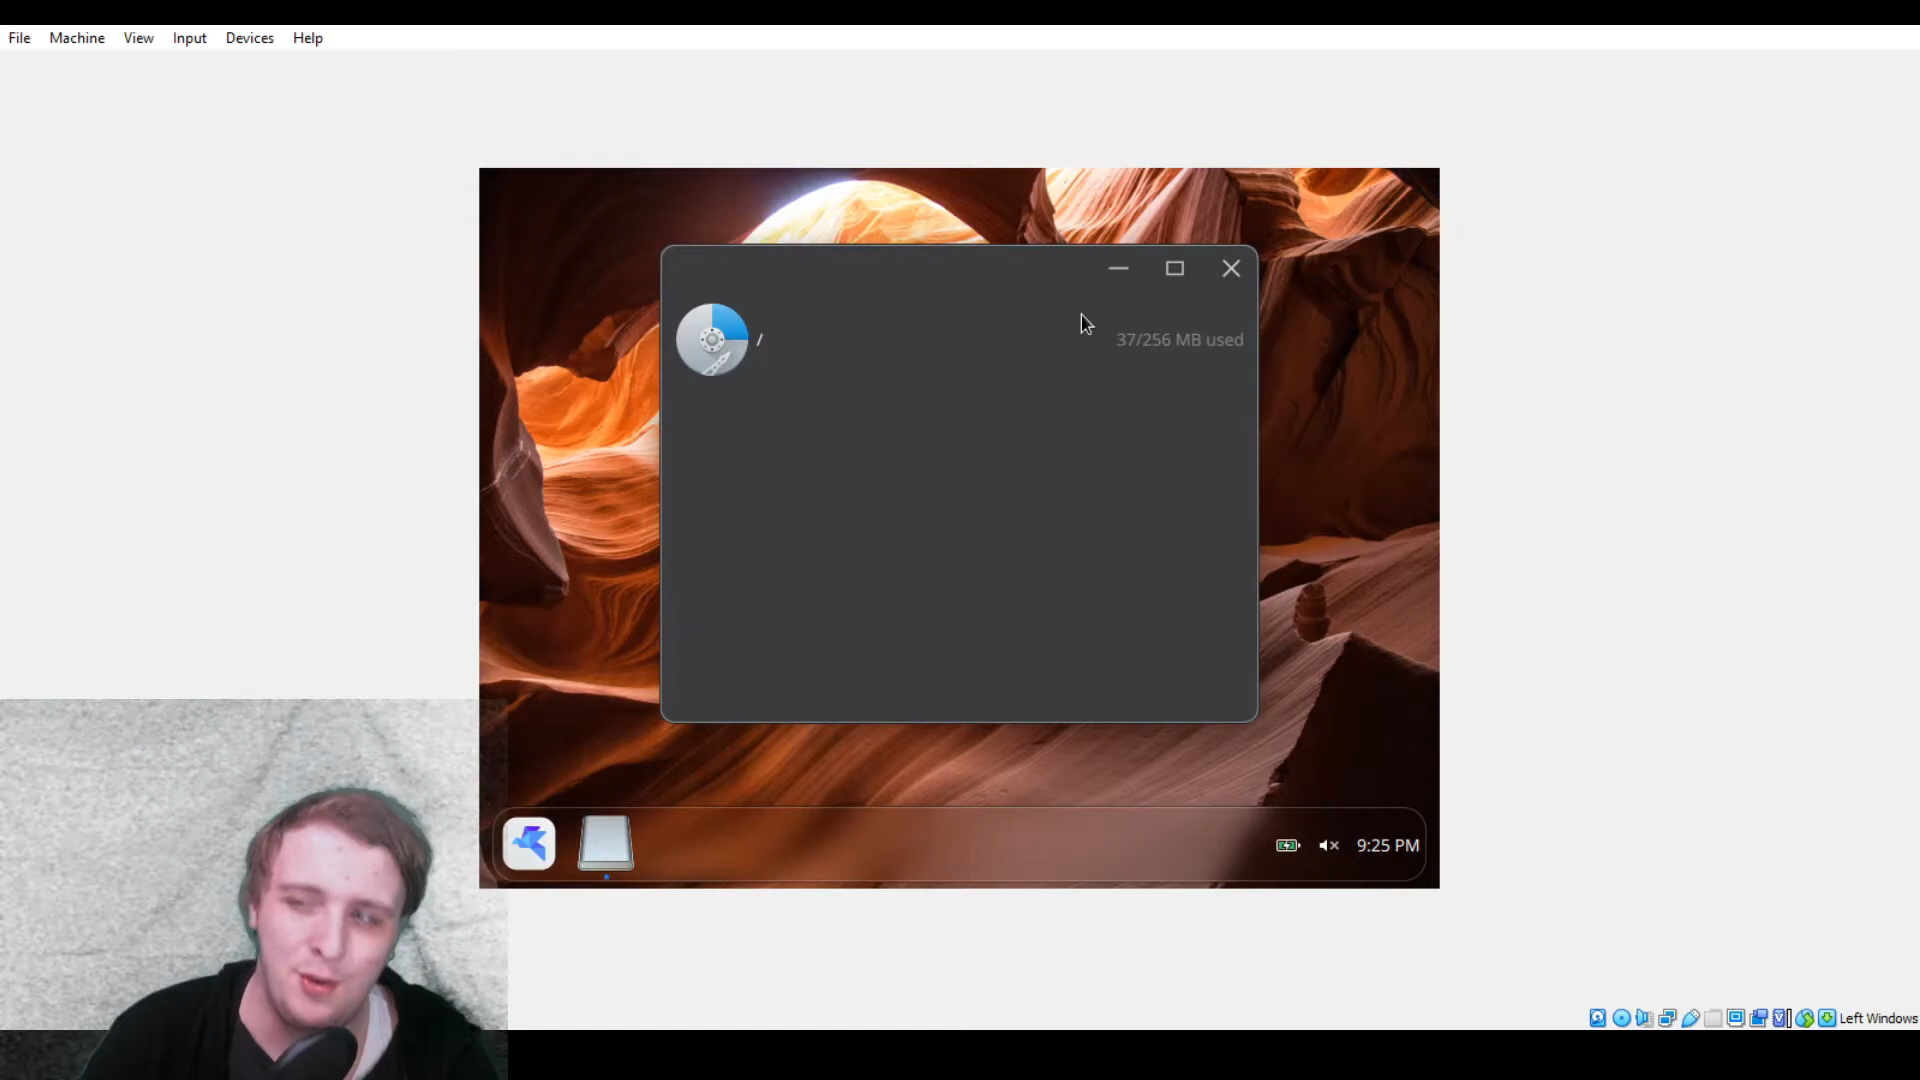 File Machine View Input Devices Help
/ 37/256 MB used
9:25 PM
Left Windows